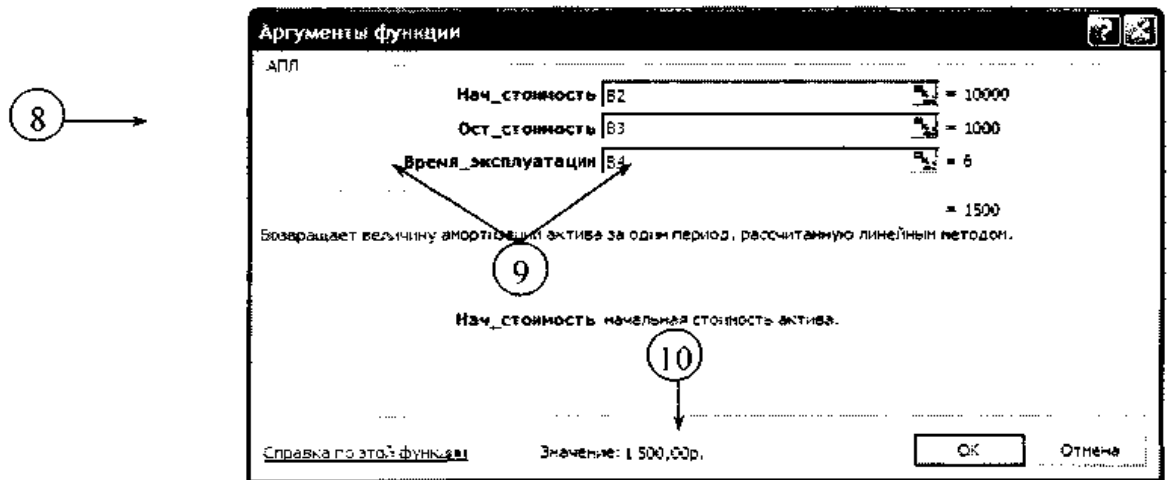 Аргументы функции
АПЛ
Нач_стоимость B2 = 10000
8
Ост_стоимость B3 = 1000
Время_эксплуатации B4 = 6
= 1500
Возвращает величину амортизации актива за один период, рассчитанную линейным методом.
9
Нач_стоимость начальная стоимость актива.
10
Справка по этой функции Значение: 1 500,00р. OK Отмена